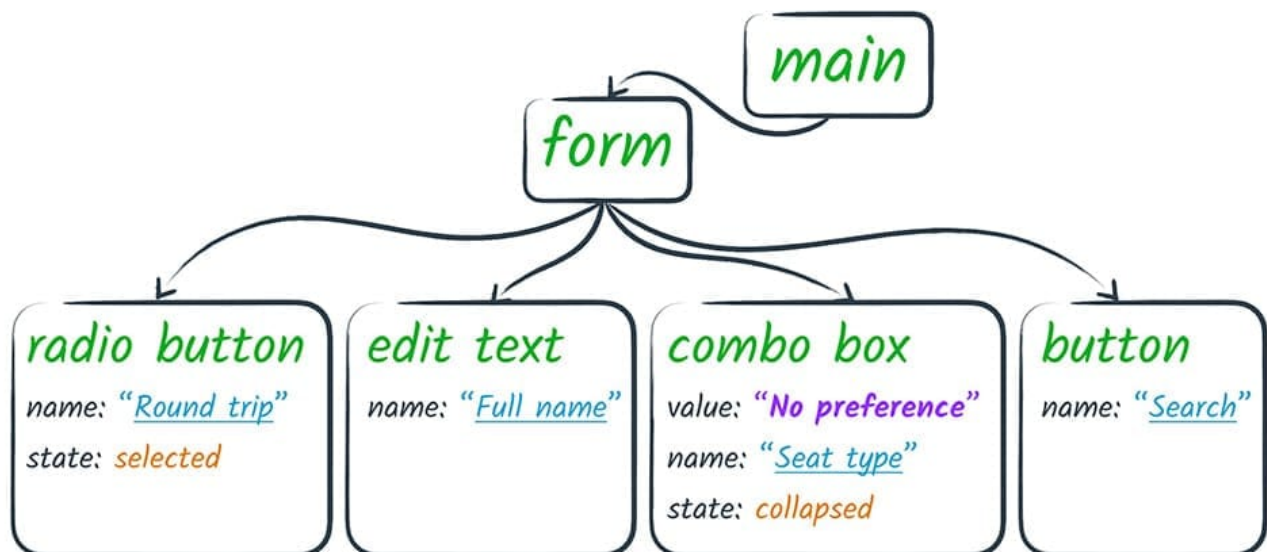 main
form
radio button
name: “Round trip”
state: selected
edit text
name: “Full name”
combo box
value: “No preference”
name: “Seat type”
state: collapsed
button
name: “Search”